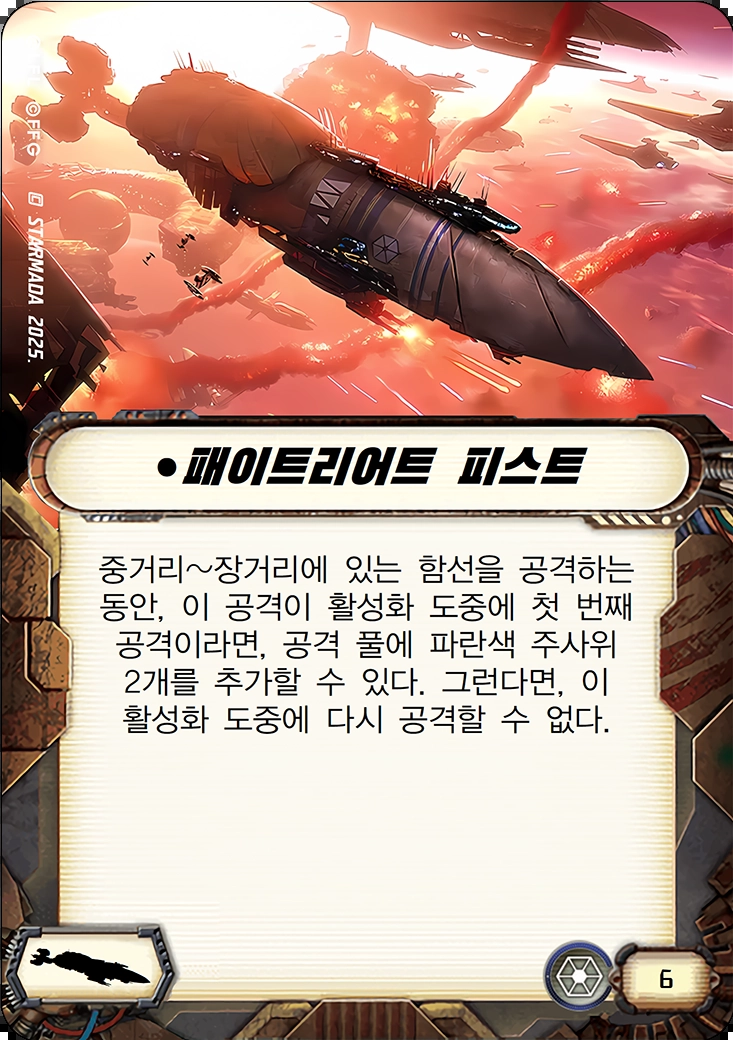 ©FFG
STARMADA 2025.
•패이트리어트 피스트
중거리~장거리에 있는 함선을 공격하는
동안, 이 공격이 활성화 도중에 첫 번째
공격이라면, 공격 풀에 파란색 주사위
2개를 추가할 수 있다. 그런다면, 이
활성화 도중에 다시 공격할 수 없다.
6